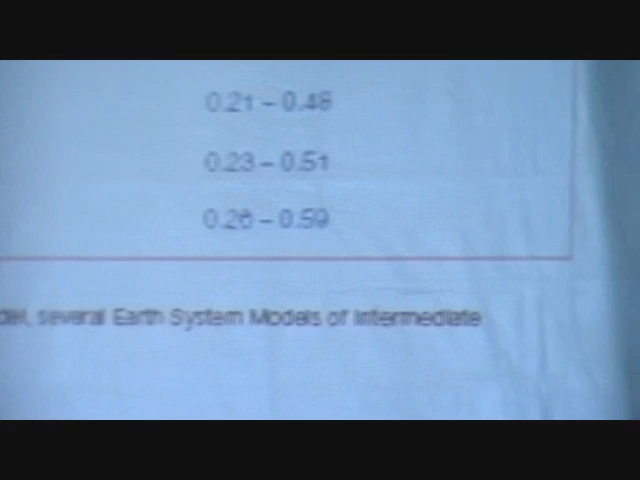 0.21 – 0.48
0.23 – 0.51
0.26 – 0.59
several Earth System Models of Intermediate